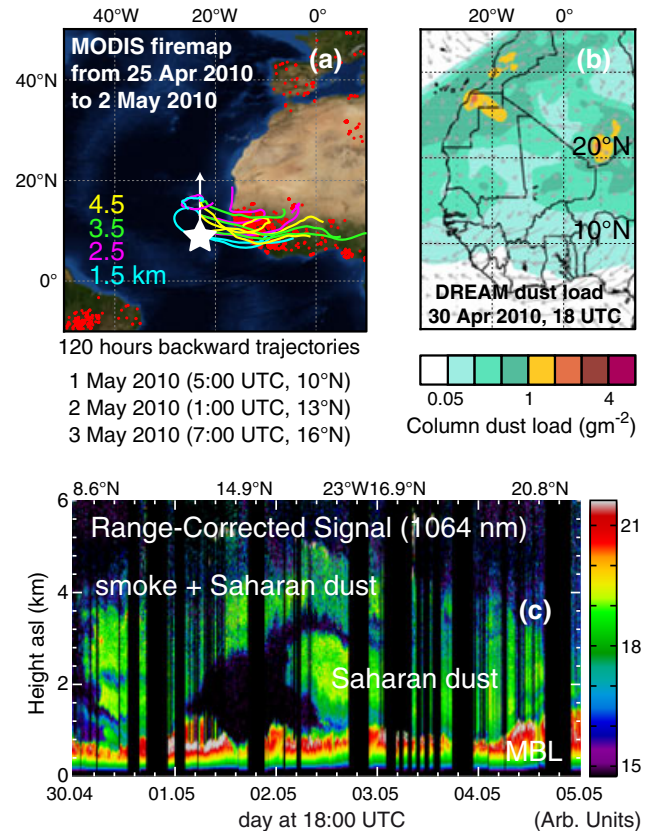 40°W 20°W 0°
MODIS firemap
from 25 Apr 2010
to 2 May 2010
(a)
40°N
20°N
0°
4.5
3.5
2.5
1.5 km
120 hours backward trajectories
1 May 2010 (5:00 UTC, 10°N)
2 May 2010 (1:00 UTC, 13°N)
3 May 2010 (7:00 UTC, 16°N)
20°W 0°
(b)
20°N
10°N
DREAM dust load
30 Apr 2010, 18 UTC
0.05 1 4
Column dust load (gm-2)
8.6°N 14.9°N 23°W16.9°N 20.8°N
Range-Corrected Signal (1064 nm)
smoke + Saharan dust
(c)
Saharan dust
MBL
6
4
2
0
Height asl (km)
30.04 01.05 02.05 03.05 04.05 05.05
day at 18:00 UTC
21
18
15
(Arb. Units)